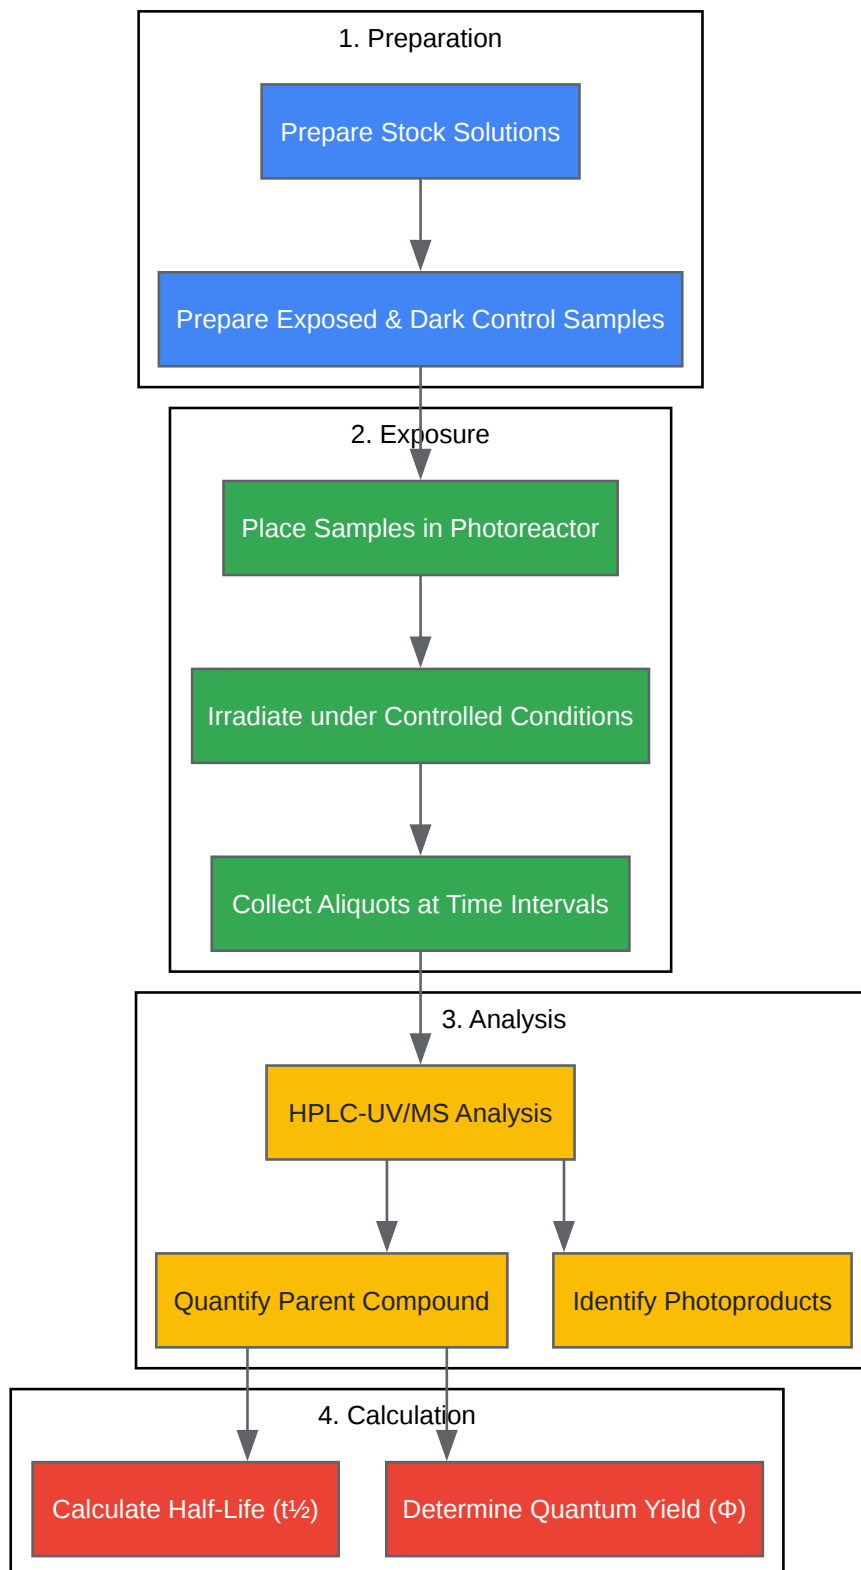 1. Preparation
Prepare Stock Solutions
Prepare Exposed & Dark Control Samples
2. Exposure
Place Samples in Photoreactor
Irradiate under Controlled Conditions
Collect Aliquots at Time Intervals
3. Analysis
HPLC-UV/MS Analysis
Quantify Parent Compound
Identify Photoproducts
4. Calculation
Calculate Half-Life (t½)
Determine Quantum Yield (Φ)